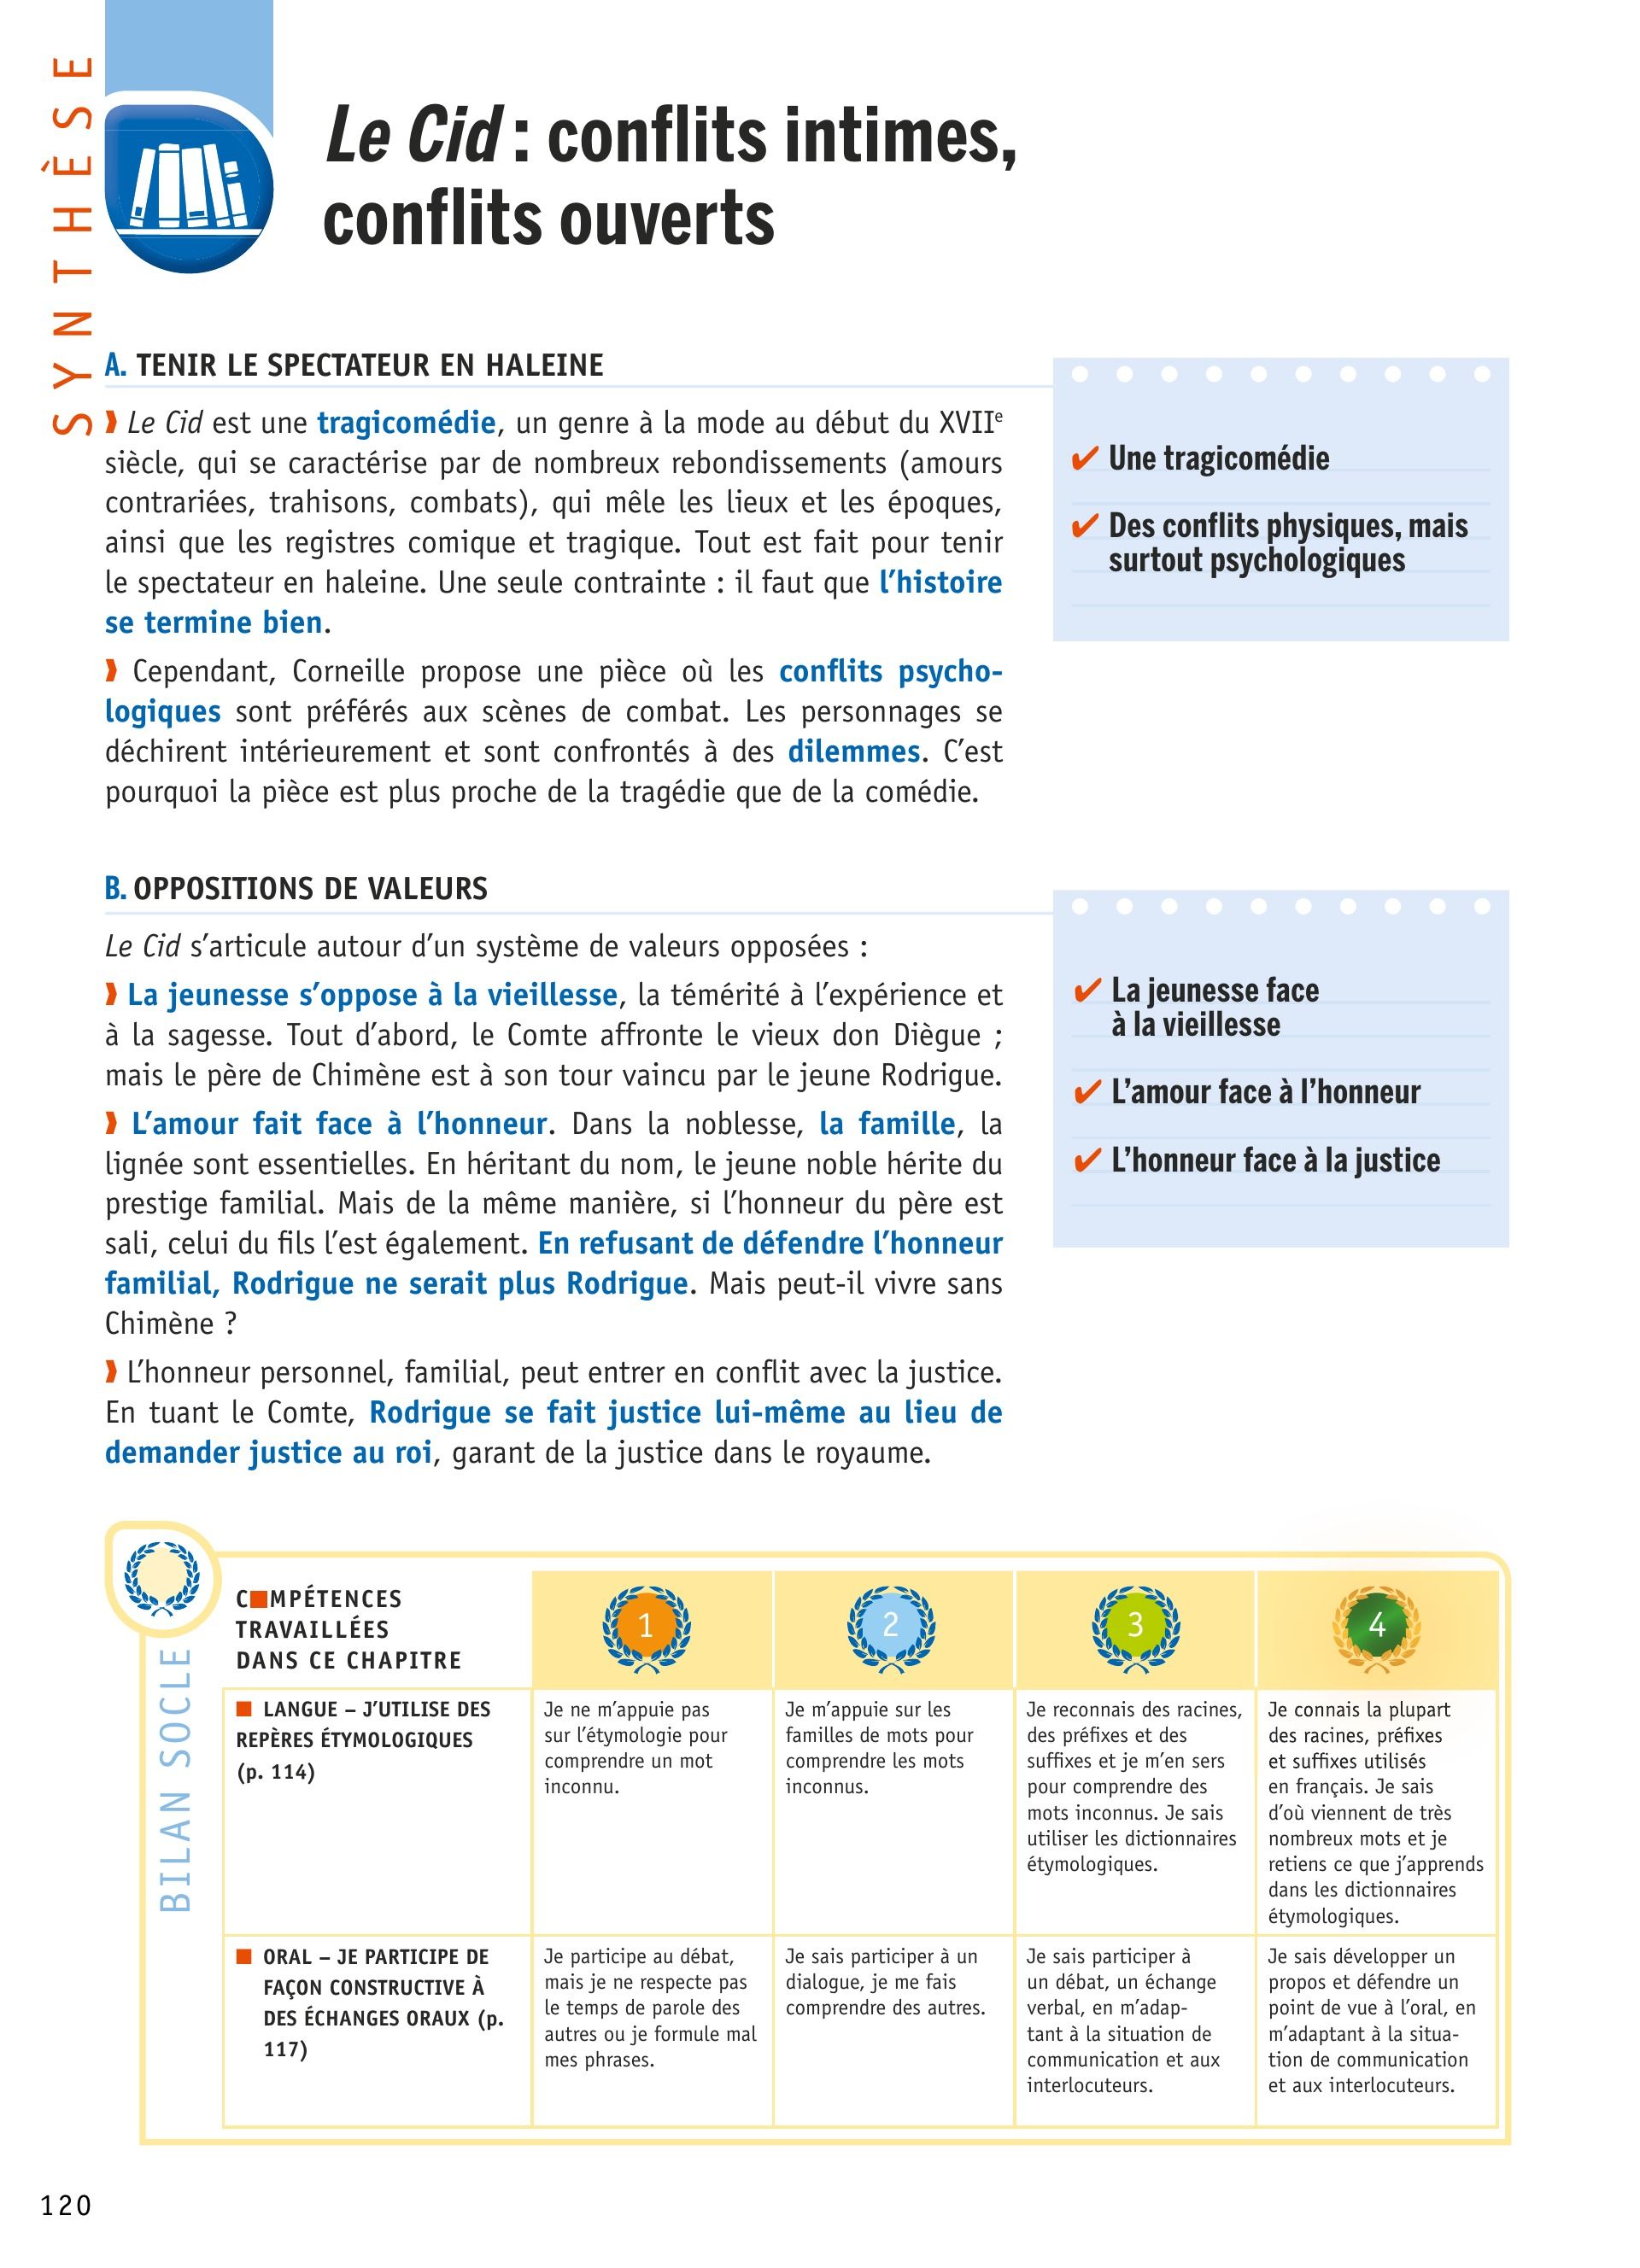 SYNTHÈSE
Le Cid : conflits intimes,
conflits ouverts
A. TENIR LE SPECTATEUR EN HALEINE
❱ Le Cid est une tragicomédie, un genre à la mode au début du XVIIe
siècle, qui se caractérise par de nombreux rebondissements (amours
contrariées, trahisons, combats), qui mêle les lieux et les époques,
ainsi que les registres comique et tragique. Tout est fait pour tenir
le spectateur en haleine. Une seule contrainte : il faut que l’histoire
se termine bien.
❱ Cependant, Corneille propose une pièce où les conflits psycho-
logiques sont préférés aux scènes de combat. Les personnages se
déchirent intérieurement et sont confrontés à des dilemmes. C’est
pourquoi la pièce est plus proche de la tragédie que de la comédie.
✔ Une tragicomédie
✔ Des conflits physiques, mais
surtout psychologiques
B. OPPOSITIONS DE VALEURS
Le Cid s’articule autour d’un système de valeurs opposées :
❱ La jeunesse s’oppose à la vieillesse, la témérité à l’expérience et
à la sagesse. Tout d’abord, le Comte affronte le vieux don Diègue ;
mais le père de Chimène est à son tour vaincu par le jeune Rodrigue.
❱ L’amour fait face à l’honneur. Dans la noblesse, la famille, la
lignée sont essentielles. En héritant du nom, le jeune noble hérite du
prestige familial. Mais de la même manière, si l’honneur du père est
sali, celui du fils l’est également. En refusant de défendre l’honneur
familial, Rodrigue ne serait plus Rodrigue. Mais peut-il vivre sans
Chimène ?
❱ L’honneur personnel, familial, peut entrer en conflit avec la justice.
En tuant le Comte, Rodrigue se fait justice lui-même au lieu de
demander justice au roi, garant de la justice dans le royaume.
✔ La jeunesse face
à la vieillesse
✔ L’amour face à l’honneur
✔ L’honneur face à la justice
BILAN SOCLE
C■MPÉTENCES
TRAVAILLÉES
DANS CE CHAPITRE
1
2
3
4
■ LANGUE – J’UTILISE DES
REPÈRES ÉTYMOLOGIQUES
(p. 114)
Je ne m’appuie pas
sur l’étymologie pour
comprendre un mot
inconnu.
Je m’appuie sur les
familles de mots pour
comprendre les mots
inconnus.
Je reconnais des racines,
des préfixes et des
suffixes et je m’en sers
pour comprendre des
mots inconnus. Je sais
utiliser les dictionnaires
étymologiques.
Je connais la plupart
des racines, préfixes
et suffixes utilisés
en français. Je sais
d’où viennent de très
nombreux mots et je
retiens ce que j’apprends
dans les dictionnaires
étymologiques.
■ ORAL – JE PARTICIPE DE
FAÇON CONSTRUCTIVE À
DES ÉCHANGES ORAUX (p.
117)
Je participe au débat,
mais je ne respecte pas
le temps de parole des
autres ou je formule mal
mes phrases.
Je sais participer à un
dialogue, je me fais
comprendre des autres.
Je sais participer à
un débat, un échange
verbal, en m’adap-
tant à la situation de
communication et aux
interlocuteurs.
Je sais développer un
propos et défendre un
point de vue à l’oral, en
m’adaptant à la situa-
tion de communication
et aux interlocuteurs.
120